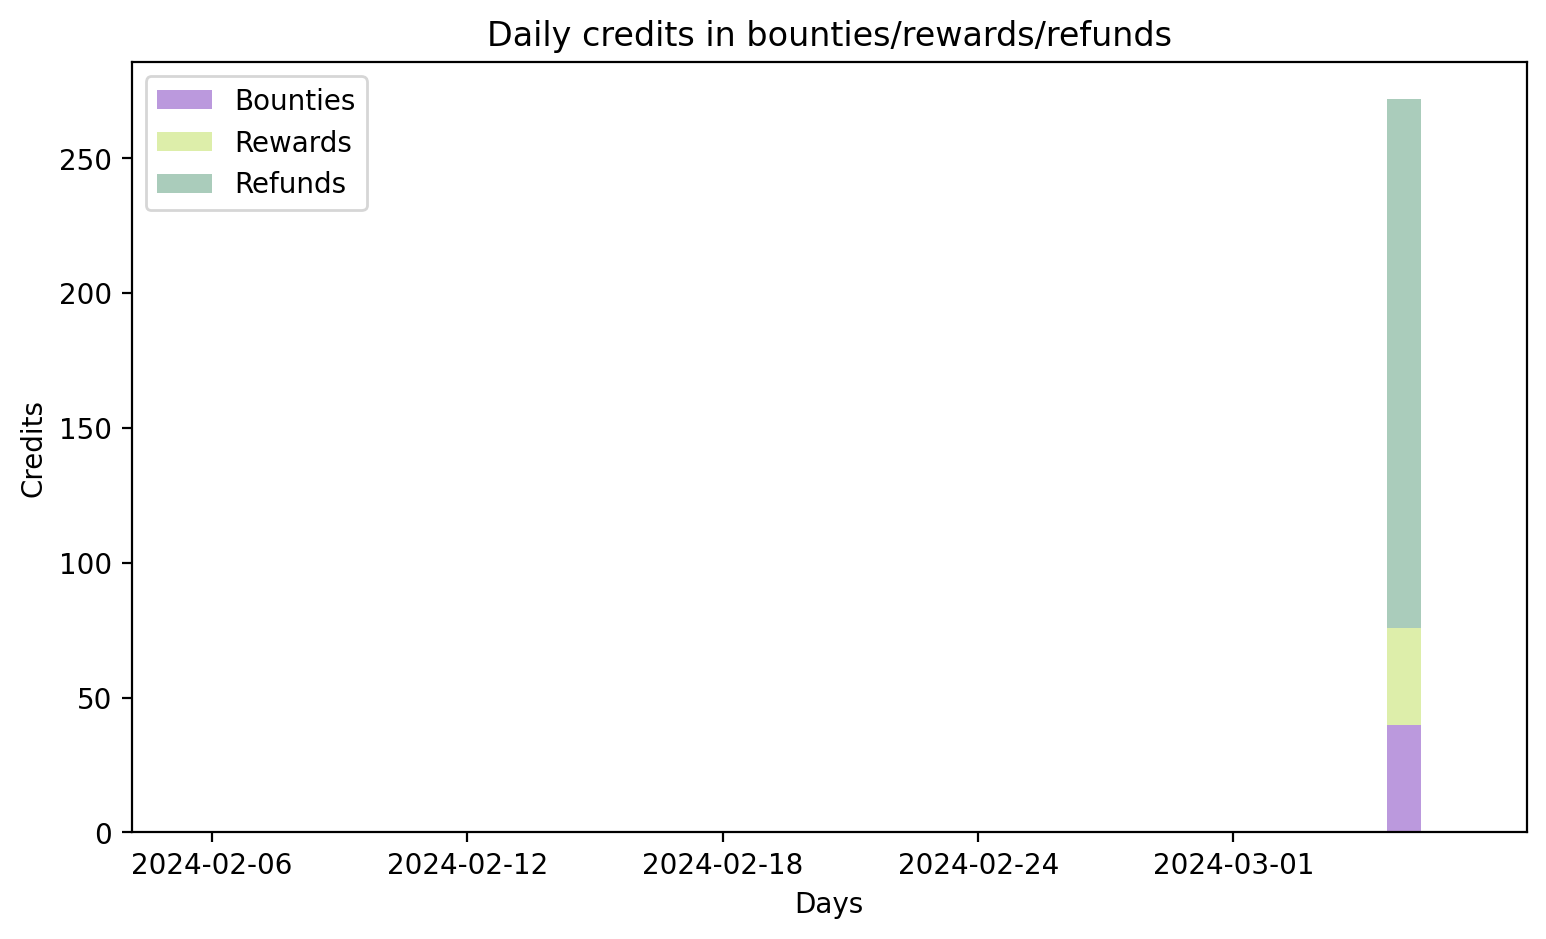 Daily credits in bounties/rewards/refunds
Bounties
Rewards
Refunds
250
200
150
100
50
0
Credits
2024-02-06 2024-02-12 2024-02-18 2024-02-24 2024-03-01
Days